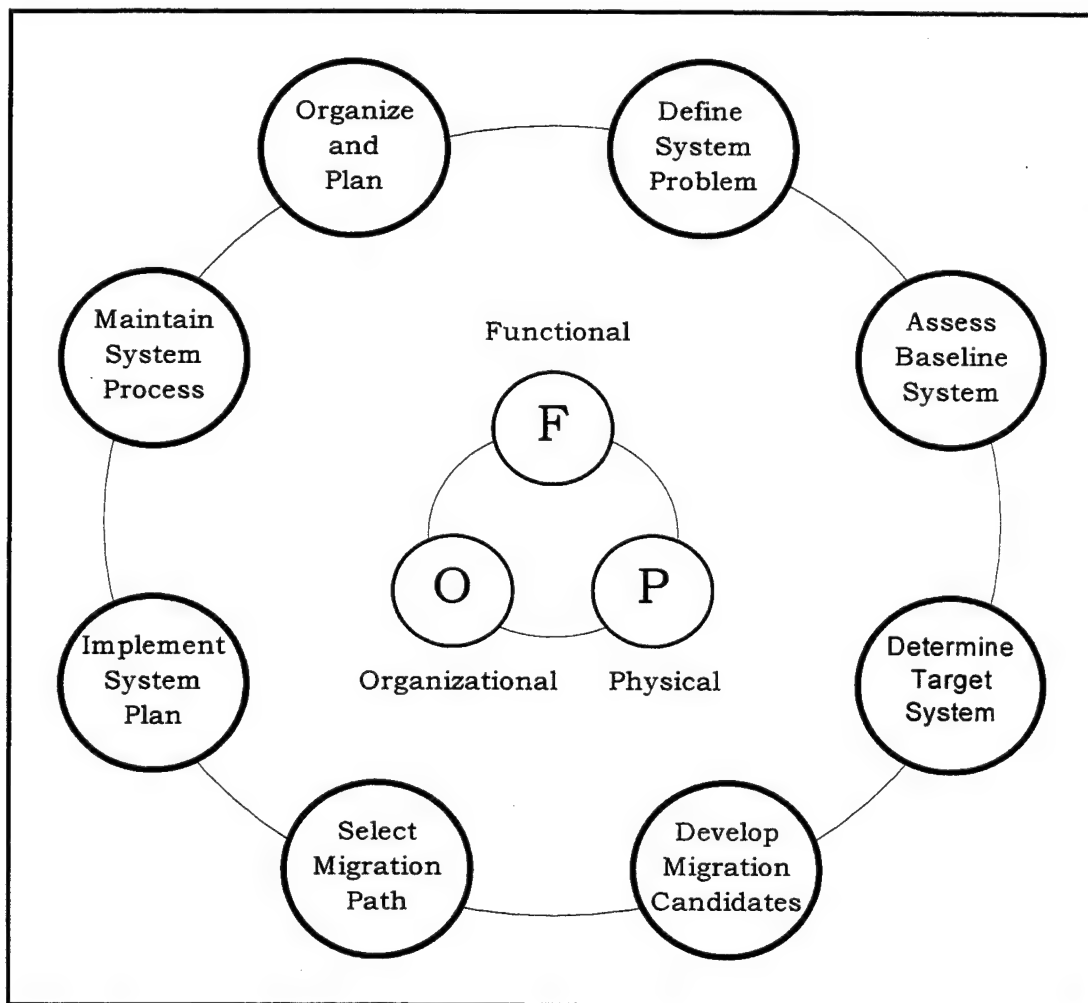 Organize
and
Plan
Define
System
Problem
Assess
Baseline
System
Determine
Target
System
Develop
Migration
Candidates
Select
Migration
Path
Implement
System
Plan
Maintain
System
Process
Functional
F
O
P
Organizational
Physical